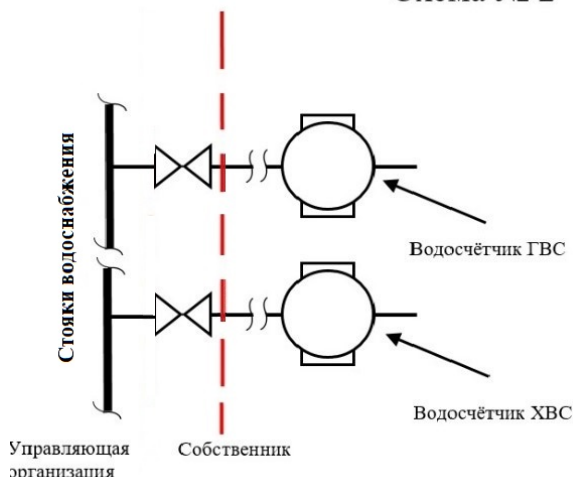 Стояки водоснабжения
Водосчётчик ГВС
Водосчётчик ХВС
Управляющая
организация
Собственник